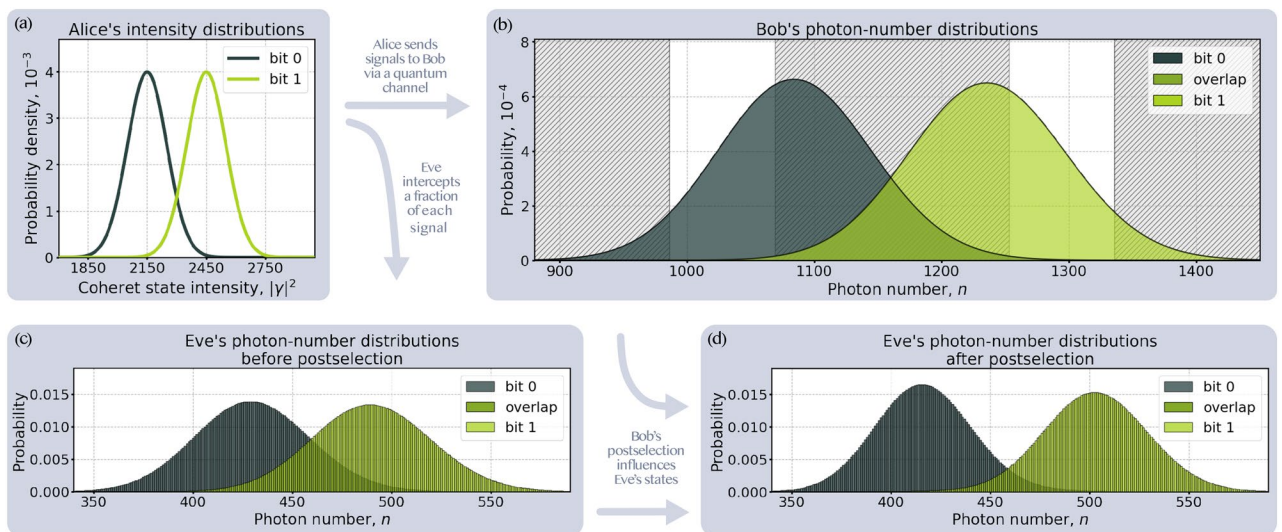 (a)
Alice's intensity distributions
Probability density, 10⁻³
4
3
2
1
0
bit 0
bit 1
1850 2150 2450 2750
Coheret state intensity, |γ|²
Alice sends
signals to Bob
via a quantum
channel
Eve
intercepts
a fraction
of each
signal
(b)
Bob's photon-number distributions
Probability, 10⁻⁴
8
6
4
2
0
bit 0
overlap
bit 1
900 1000 1100 1200 1300 1400
Photon number, n
(c)
Eve's photon-number distributions
before postselection
Probability
0.015
0.010
0.005
0.000
bit 0
overlap
bit 1
350 400 450 500 550
Photon number, n
Bob's
postselection
influences
Eve's states
(d)
Eve's photon-number distributions
after postselection
Probability
0.015
0.010
0.005
0.000
bit 0
overlap
bit 1
350 400 450 500 550
Photon number, n